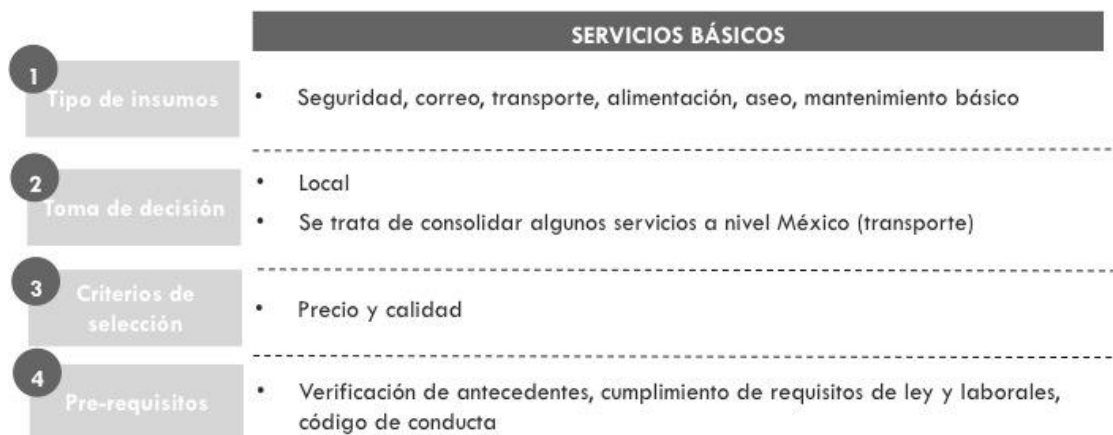 SERVICIOS BÁSICOS
1
Tipo de insumos
• Seguridad, correo, transporte, alimentación, aseo, mantenimiento básico
2
Toma de decisión
• Local
• Se trata de consolidar algunos servicios a nivel México (transporte)
3
Criterios de
selección
• Precio y calidad
4
Pre-requisitos
• Verificación de antecedentes, cumplimiento de requisitos de ley y laborales,
código de conducta